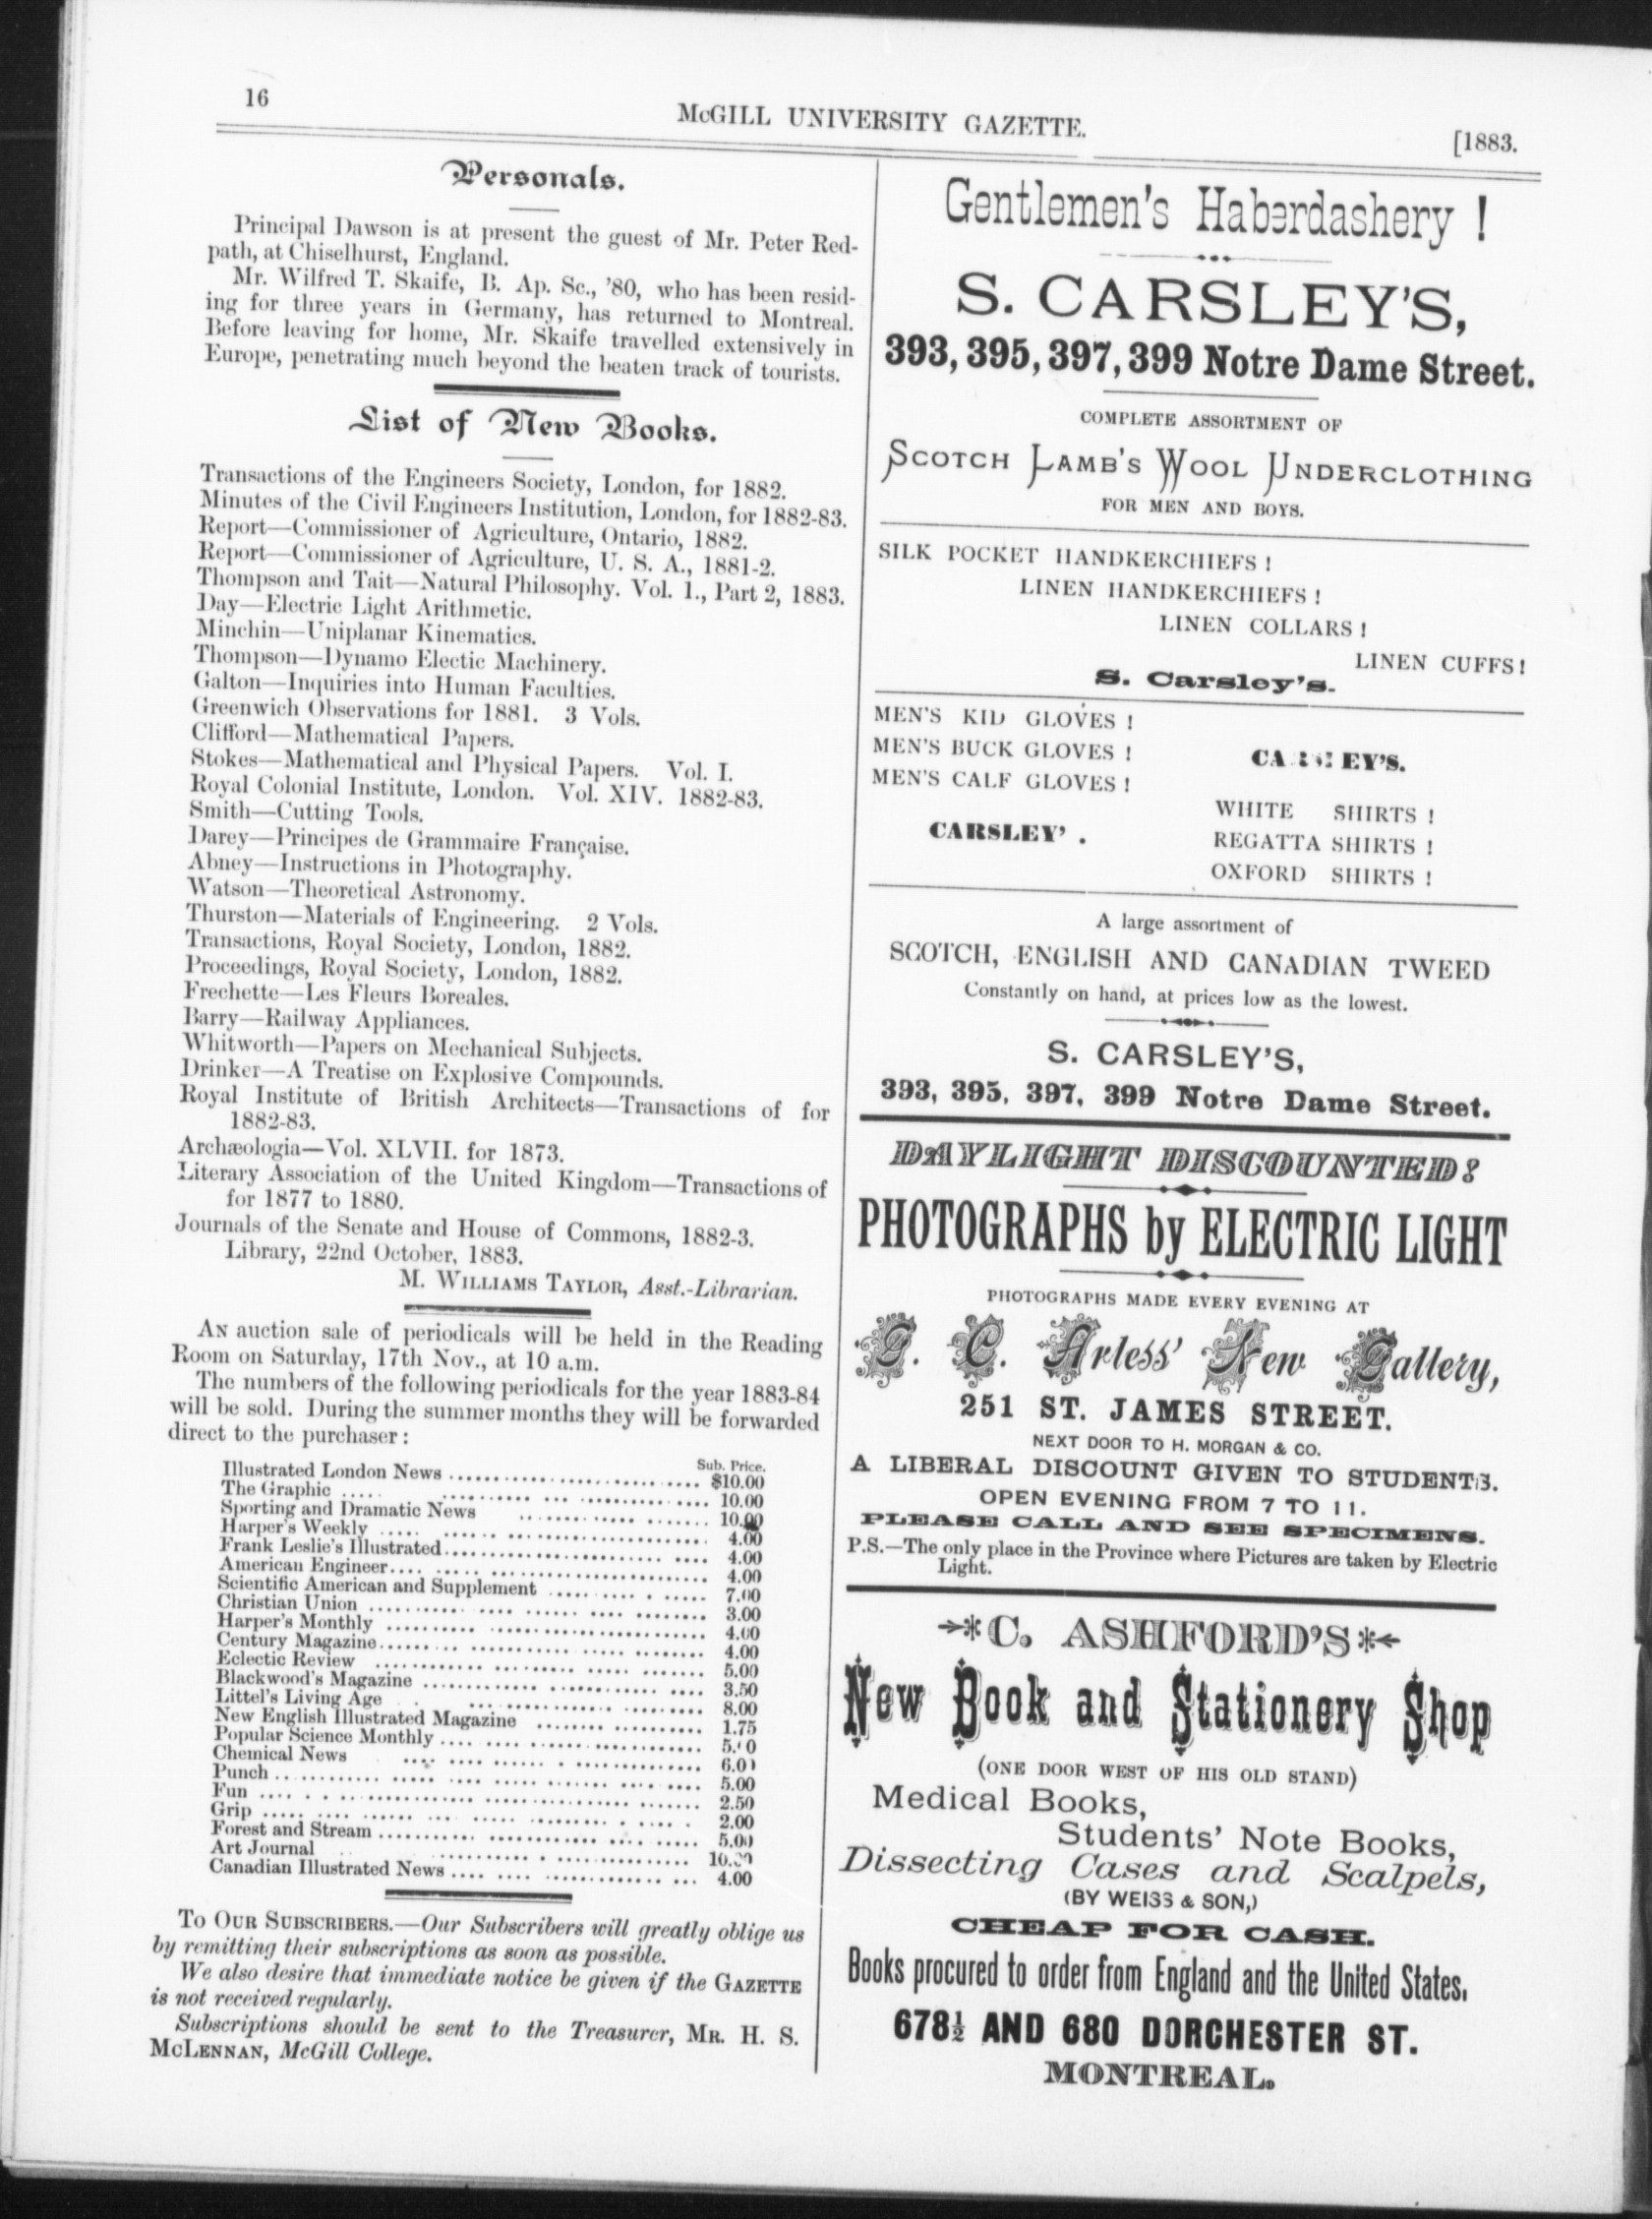 16
McGILL UNIVERSITY GAZETTE.
[1883.
Personals.
Principal Dawson is at present the guest of Mr. Peter Red-
path, at Chiselhurst, England.
Mr. Wilfred T. Skaife, B. Ap. Sc., '80, who has been resid-
ing for three years in Germany, has returned to Montreal.
Before leaving for home, Mr. Skaife travelled extensively in
Europe, penetrating much beyond the beaten track of tourists.
List of New Books.
Transactions of the Engineers Society, London, for 1882.
Minutes of the Civil Engineers Institution, London, for 1882-83.
Report—Commissioner of Agriculture, Ontario, 1882.
Report—Commissioner of Agriculture, U. S. A., 1881-2.
Thompson and Tait—Natural Philosophy. Vol. 1., Part 2, 1883.
Day—Electric Light Arithmetic.
Minchin—Uniplanar Kinematics.
Thompson—Dynamo Electic Machinery.
Galton—Inquiries into Human Faculties.
Greenwich Observations for 1881. 3 Vols.
Clifford—Mathematical Papers.
Stokes—Mathematical and Physical Papers. Vol. I.
Royal Colonial Institute, London. Vol. XIV. 1882-83.
Smith—Cutting Tools.
Darey—Principes de Grammaire Française.
Abney—Instructions in Photography.
Watson—Theoretical Astronomy.
Thurston—Materials of Engineering. 2 Vols.
Transactions, Royal Society, London, 1882.
Proceedings, Royal Society, London, 1882.
Frechette—Les Fleurs Boreales.
Barry—Railway Appliances.
Whitworth—Papers on Mechanical Subjects.
Drinker—A Treatise on Explosive Compounds.
Royal Institute of British Architects—Transactions of for
1882-83.
Archæologia—Vol. XLVII. for 1873.
Literary Association of the United Kingdom—Transactions of
for 1877 to 1880.
Journals of the Senate and House of Commons, 1882-3.
Library, 22nd October, 1883.
M. WILLIAMS TAYLOR, Asst.-Librarian.
AN auction sale of periodicals will be held in the Reading
Room on Saturday, 17th Nov., at 10 a.m.
The numbers of the following periodicals for the year 1883-84
will be sold. During the summer months they will be forwarded
direct to the purchaser :
Sub. Price.
Illustrated London News ........ $10.00
The Graphic ........ 10.00
Sporting and Dramatic News ........ 10.00
Harper's Weekly ........ 4.00
Frank Leslie's Illustrated ........ 4.00
American Engineer ........ 4.00
Scientific American and Supplement ........ 7.00
Christian Union ........ 3.00
Harper's Monthly ........ 4.00
Century Magazine ........ 4.00
Eclectic Review ........ 5.00
Blackwood's Magazine ........ 3.50
Littel's Living Age ........ 8.00
New English Illustrated Magazine ........ 1.75
Popular Science Monthly ........ 5.00
Chemical News ........ 6.00
Punch ........ 5.00
Fun ........ 2.50
Grip ........ 2.00
Forest and Stream ........ 5.00
Art Journal ........ 10.00
Canadian Illustrated News ........ 4.00
TO OUR SUBSCRIBERS.—Our Subscribers will greatly oblige us
by remitting their subscriptions as soon as possible.
We also desire that immediate notice be given if the GAZETTE
is not received regularly.
Subscriptions should be sent to the Treasurer, MR. H. S.
MCLENNAN, McGill College.
Gentlemen's Haberdashery !
S. CARSLEY'S,
393, 395, 397, 399 Notre Dame Street.
COMPLETE ASSORTMENT OF
SCOTCH LAMB'S WOOL UNDERCLOTHING
FOR MEN AND BOYS.
SILK POCKET HANDKERCHIEFS !
LINEN HANDKERCHIEFS !
LINEN COLLARS !
LINEN CUFFS !
S. Carsley's.
MEN'S KID GLOVES !
MEN'S BUCK GLOVES !
MEN'S CALF GLOVES !
CARSLEY'S.
CARSLEY' .
WHITE SHIRTS !
REGATTA SHIRTS !
OXFORD SHIRTS !
A large assortment of
SCOTCH, ENGLISH AND CANADIAN TWEED
Constantly on hand, at prices low as the lowest.
S. CARSLEY'S,
393, 395, 397, 399 Notre Dame Street.
DAYLIGHT DISCOUNTED!
PHOTOGRAPHS by ELECTRIC LIGHT
PHOTOGRAPHS MADE EVERY EVENING AT
G. C. Arless' New Gallery,
251 ST. JAMES STREET.
NEXT DOOR TO H. MORGAN & CO.
A LIBERAL DISCOUNT GIVEN TO STUDENTS.
OPEN EVENING FROM 7 TO 11.
PLEASE CALL AND SEE SPECIMENS.
P.S.—The only place in the Province where Pictures are taken by Electric
Light.
C. ASHFORD'S
New Book and Stationery Shop
(ONE DOOR WEST OF HIS OLD STAND)
Medical Books,
Students' Note Books,
Dissecting Cases and Scalpels,
(BY WEISS & SON,)
CHEAP FOR CASH.
Books procured to order from England and the United States.
678½ AND 680 DORCHESTER ST.
MONTREAL.